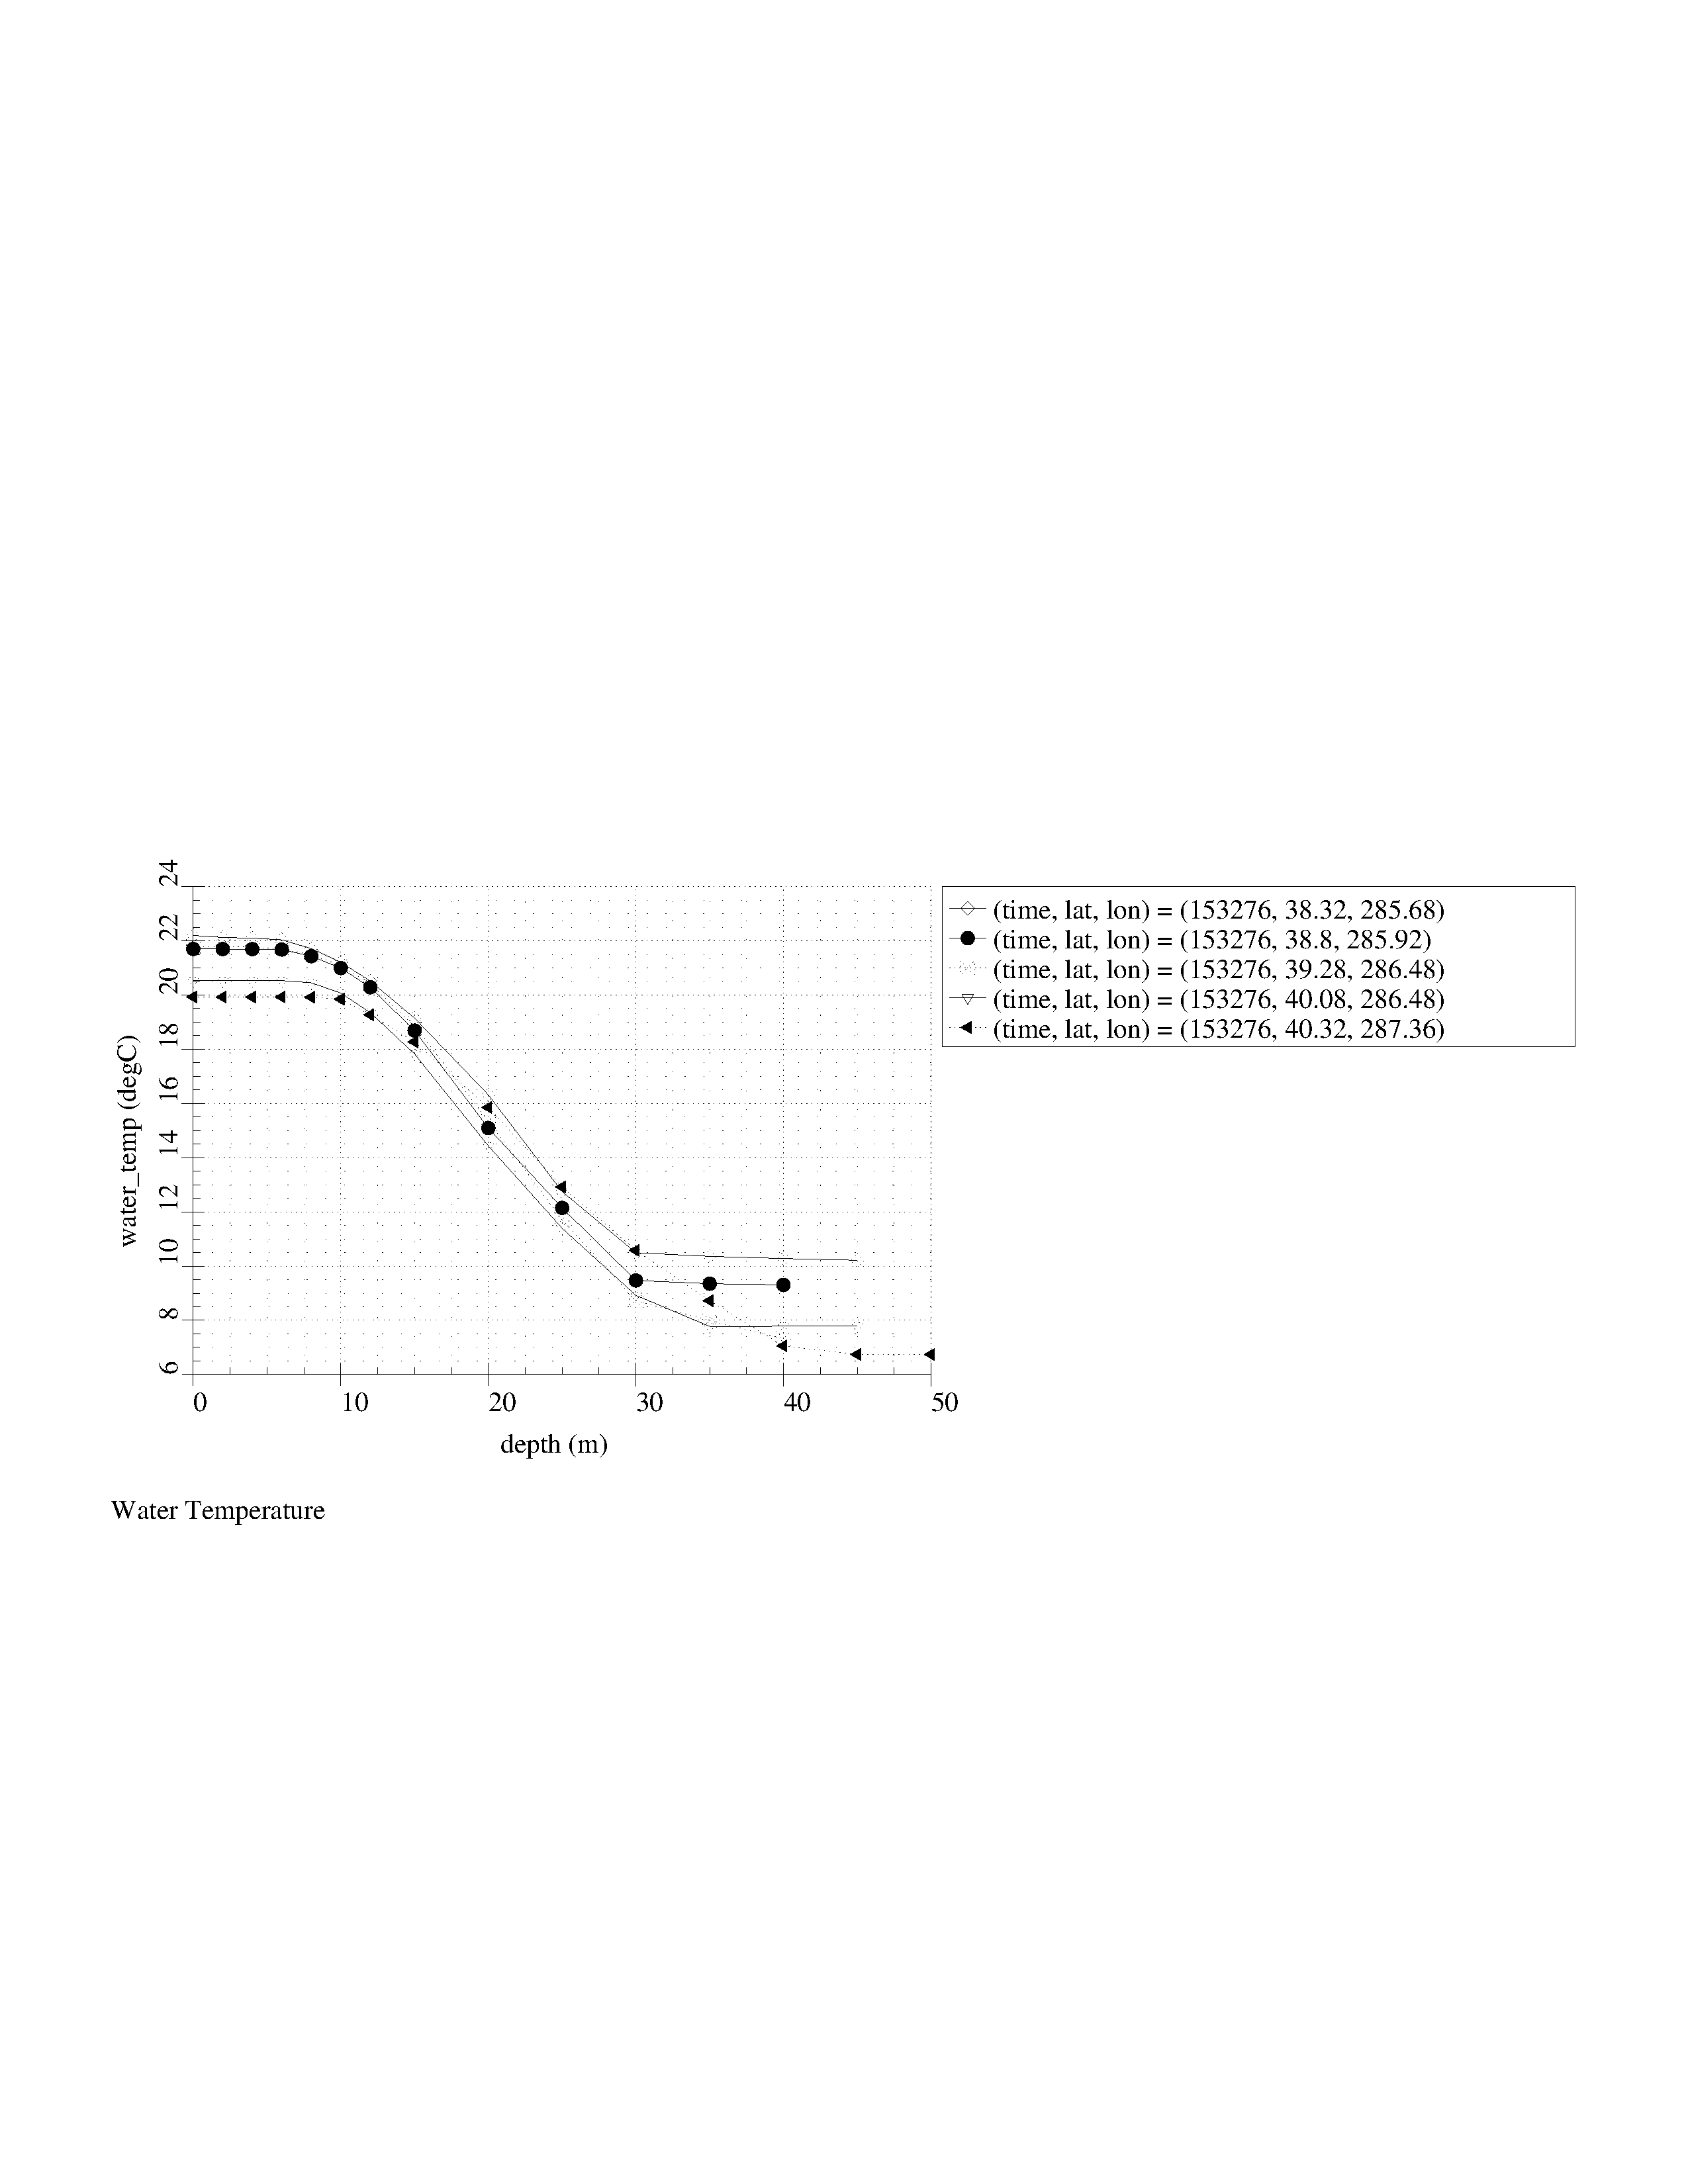 24
22
20
18
16
14
12
10
8
6
water_temp (degC)
0 10 20 30 40 50
depth (m)
(time, lat, lon) = (153276, 38.32, 285.68)
(time, lat, lon) = (153276, 38.8, 285.92)
(time, lat, lon) = (153276, 39.28, 286.48)
(time, lat, lon) = (153276, 40.08, 286.48)
(time, lat, lon) = (153276, 40.32, 287.36)
Water Temperature